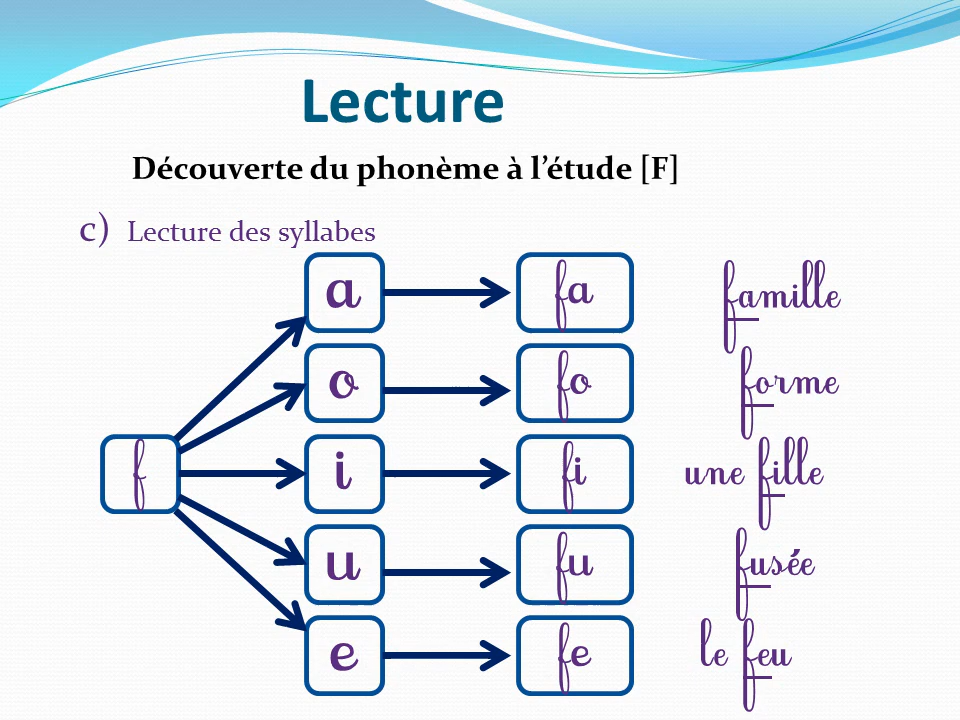 Lecture
Découverte du phonème à l’étude [F]
c) Lecture des syllabes
a fa famille
o fo forme
f i fi une fille
u fu fusée
e fe le feu